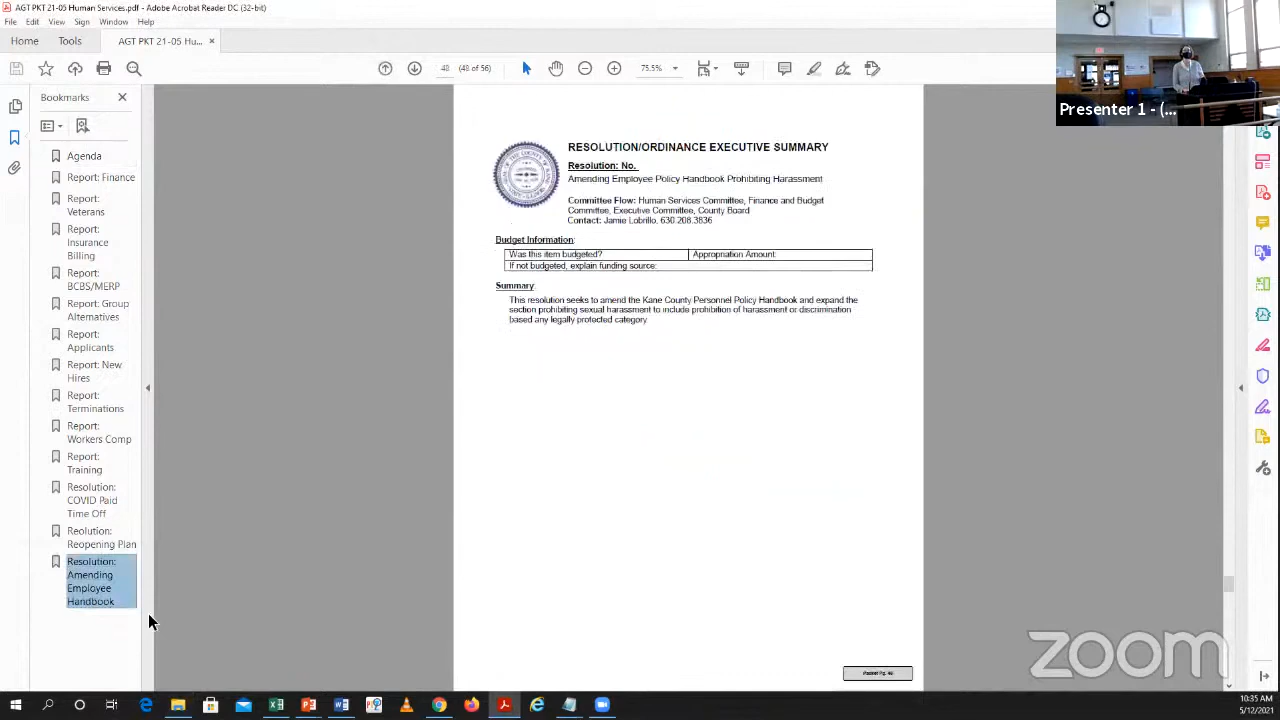 AGT PKT 21-05 Human Services.pdf - Adobe Acrobat Reader DC (32-bit)
File Edit View Sign Window Help
Home Tools AGT PKT 21-05 Hu... ×
48 (48 of 56) 75.5%
Presenter 1 - (...
Bookmarks
Agenda
Report: Finance
Report:
Veterans
Report:
Insurance
Billing
Report:
BCBS/MERP
Report: Group
Alternatives
Report:
Applicants
Report: New
Hires
Report:
Terminations
Report:
Workers Comp
Report:
Training
Resolution:
COVID Paid
Time Off
Reolution:
Reopening Plan
Resolution:
Amending
Employee
Handbook
RESOLUTION/ORDINANCE EXECUTIVE SUMMARY
Resolution: No.
Amending Employee Policy Handbook Prohibiting Harassment
Committee Flow: Human Services Committee, Finance and Budget
Committee, Executive Committee, County Board
Contact: Jamie Lobrillo, 630.208.3836
Budget Information:
Was this item budgeted? Appropriation Amount:
If not budgeted, explain funding source:
Summary:
This resolution seeks to amend the Kane County Personnel Policy Handbook and expand the
section prohibiting sexual harassment to include prohibition of harassment or discrimination
based any legally protected category.
Packet Pg. 48
zoom
10:35 AM
5/12/2021